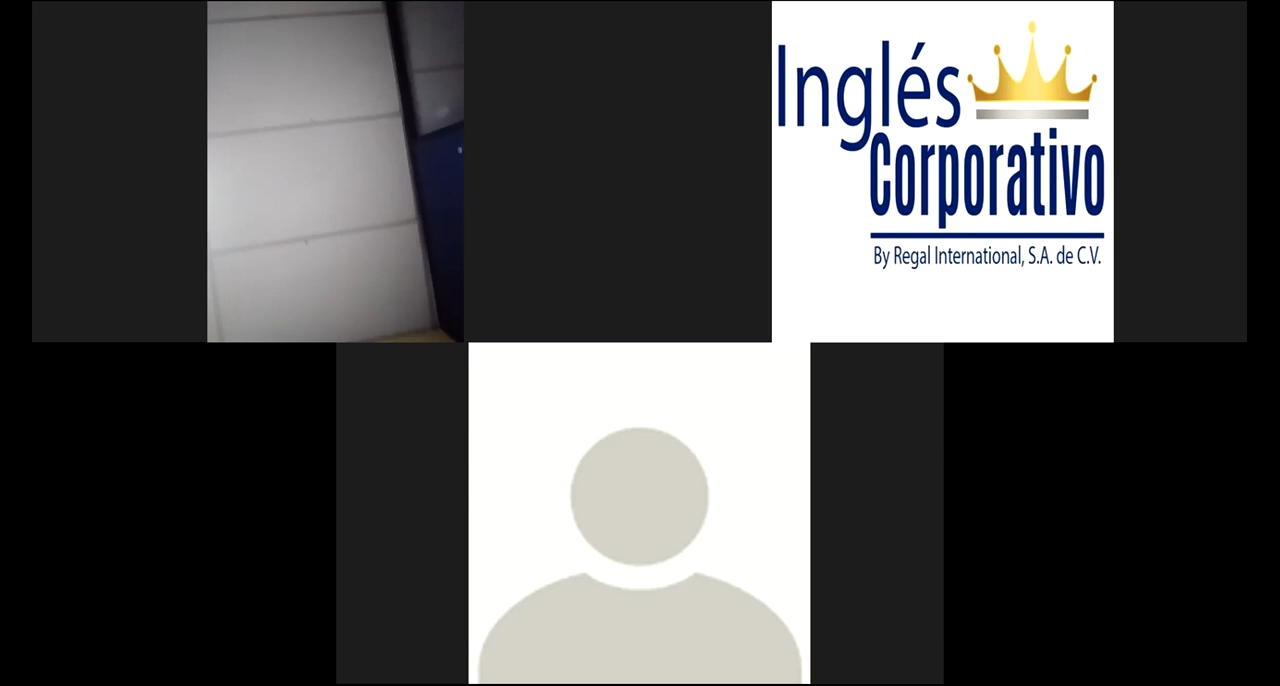 Inglés
Corporativo
By Regal International, S.A. de C.V.